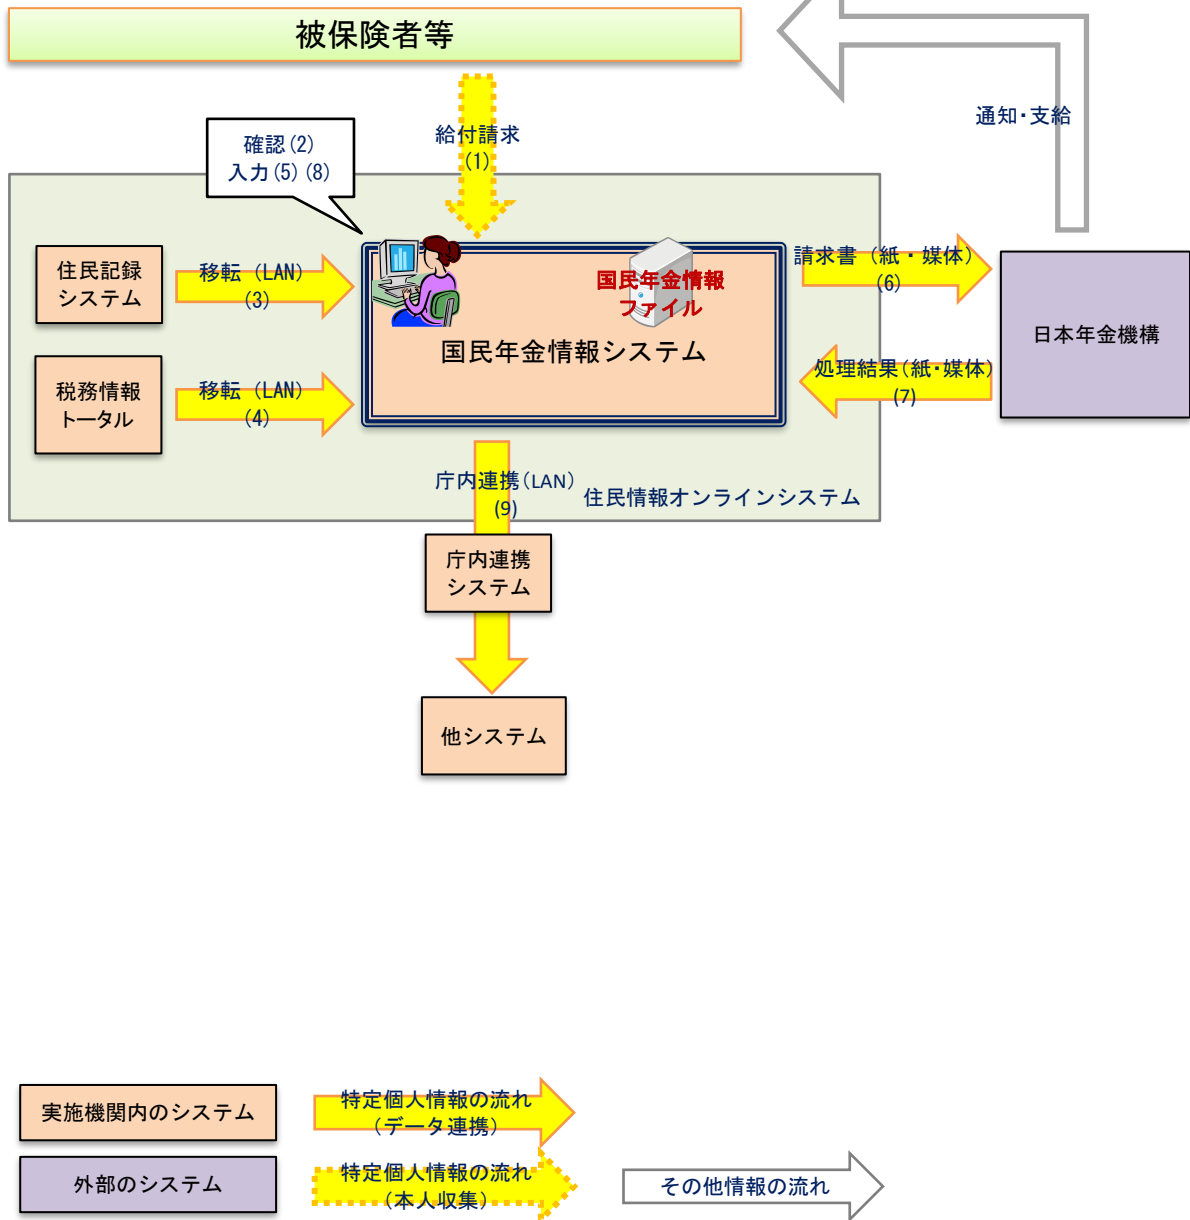 被保険者等
通知・支給
給付請求
(1)
確認(2)
入力(5)(8)
住民記録
システム
移転（LAN）
(3)
国民年金情報
ファイル
国民年金情報システム
請求書（紙・媒体）
(6)
日本年金機構
処理結果（紙・媒体）
(7)
税務情報
トータル
移転（LAN）
(4)
庁内連携（LAN）
(9)
住民情報オンラインシステム
庁内連携
システム
他システム
実施機関内のシステム
特定個人情報の流れ
（データ連携）
外部のシステム
特定個人情報の流れ
（本人収集）
その他情報の流れ